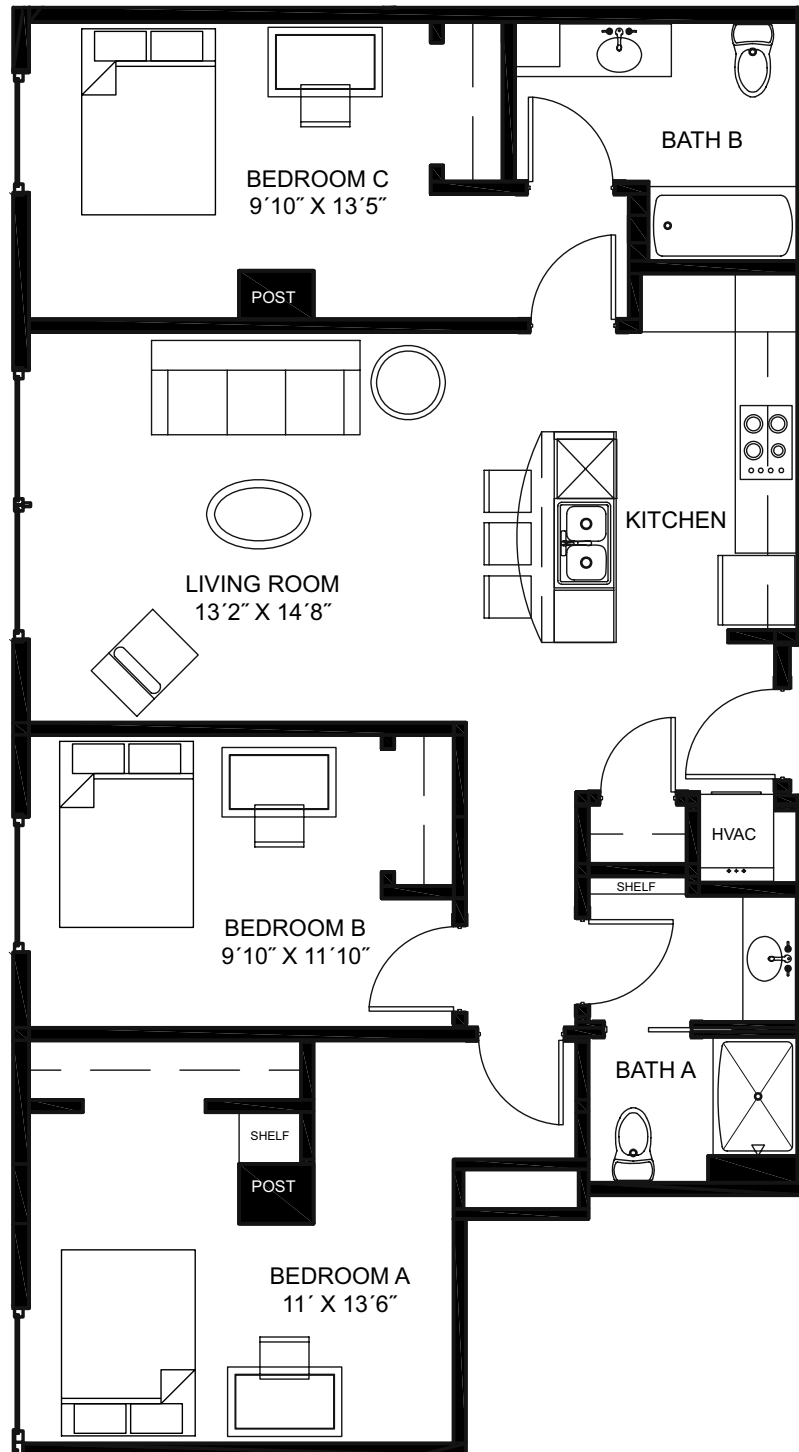 BATH B
BEDROOM C
9´10˝ X 13´5˝
POST
KITCHEN
LIVING ROOM
13´2˝ X 14´8˝
HVAC
SHELF
BEDROOM B
9´10˝ X 11´10˝
BATH A
SHELF
POST
BEDROOM A
11´ X 13´6˝